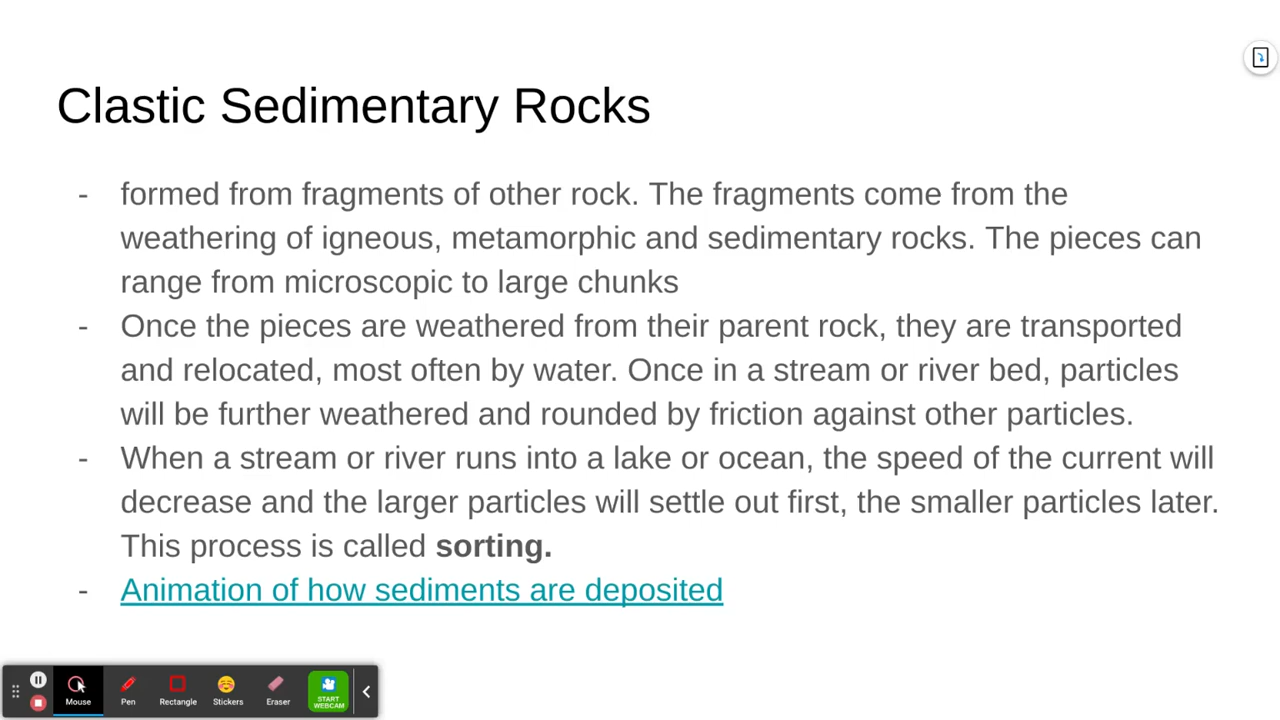 Clastic Sedimentary Rocks
- formed from fragments of other rock. The fragments come from the
weathering of igneous, metamorphic and sedimentary rocks. The pieces can
range from microscopic to large chunks
- Once the pieces are weathered from their parent rock, they are transported
and relocated, most often by water. Once in a stream or river bed, particles
will be further weathered and rounded by friction against other particles.
- When a stream or river runs into a lake or ocean, the speed of the current will
decrease and the larger particles will settle out first, the smaller particles later.
This process is called sorting.
- Animation of how sediments are deposited
Mouse Pen Rectangle Stickers Eraser START
WEBCAM